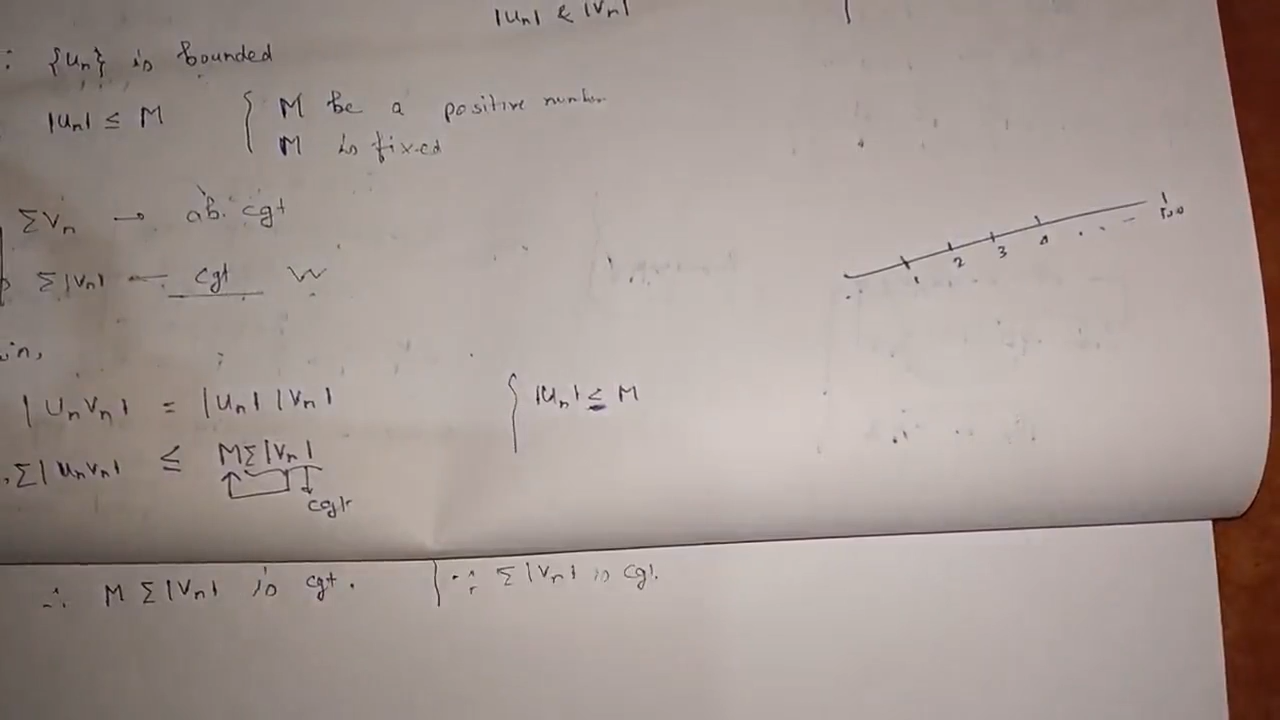 |Un| & |Vn|
∵ {Un} is bounded
|Un| ≤ M { M be a positive number
M is fixed
ΣVn → ab. cgt
Σ|Vn| — cgt
1 2 3 4
|UnVn| = |Un| |Vn| { |Un| ≤ M
Σ|UnVn| ≤ MΣ|Vn|
cgt
∴ M Σ|Vn| is cgt. ∵ Σ|Vn| is cgt.